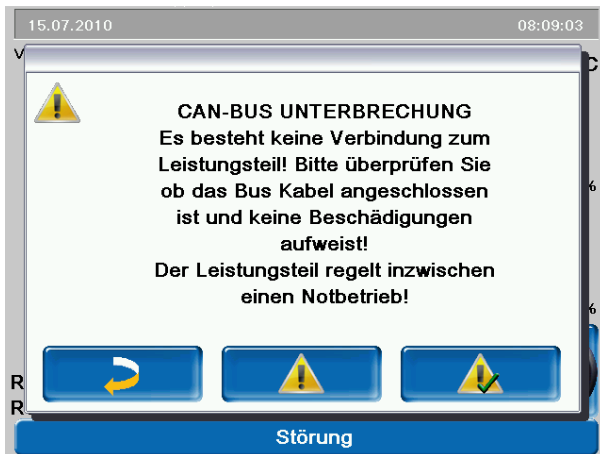 15.07.2010 08:09:03
V
C
CAN-BUS UNTERBRECHUNG
Es besteht keine Verbindung zum
Leistungsteil! Bitte überprüfen Sie
ob das Bus Kabel angeschlossen
%
ist und keine Beschädigungen
aufweist!
Der Leistungsteil regelt inzwischen
einen Notbetrieb!
%
R
R
Störung